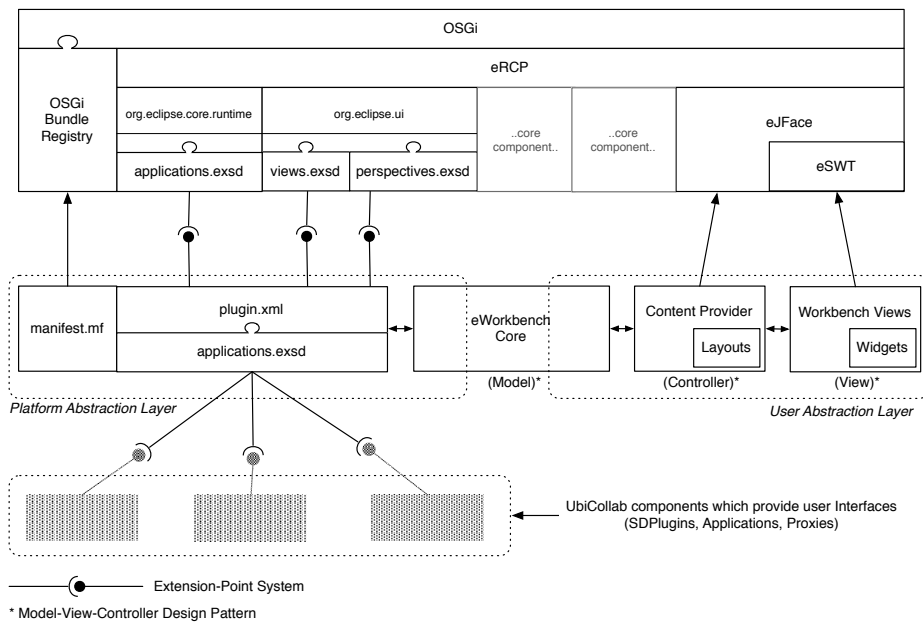 OSGi
OSGi
Bundle
Registry
eRCP
org.eclipse.core.runtime
org.eclipse.ui
..core
component..
..core
component..
eJFace
applications.exsd
views.exsd
perspectives.exsd
eSWT
manifest.mf
plugin.xml
applications.exsd
eWorkbench
Core
Content Provider
Layouts
Workbench Views
Widgets
(Model)*
(Controller)*
(View)*
Platform Abstraction Layer
User Abstraction Layer
UbiCollab components which provide user Interfaces
(SDPlugins, Applications, Proxies)
Extension-Point System
* Model-View-Controller Design Pattern